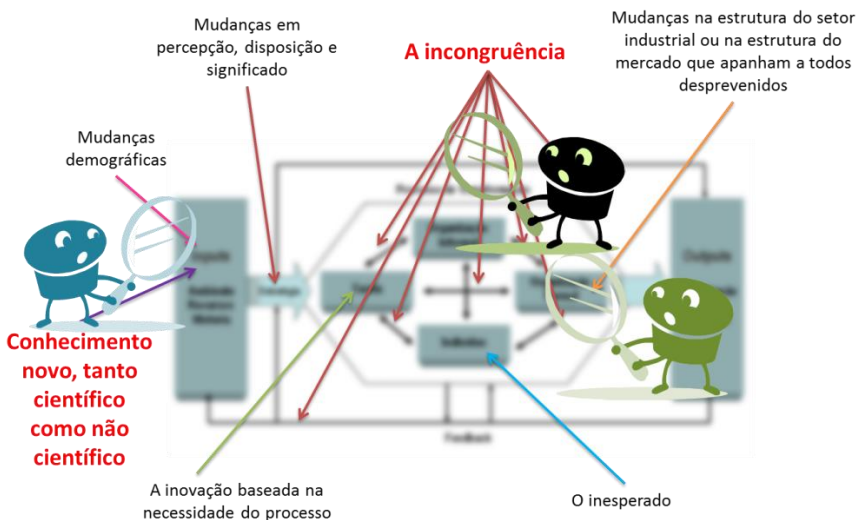 Mudanças em
percepção, disposição e
significado
A incongruência
Mudanças na estrutura do setor
industrial ou na estrutura do
mercado que apanham a todos
desprevenidos
Mudanças
demográficas
Conhecimento
novo, tanto
científico
como não
científico
Feedback
A inovação baseada na
necessidade do processo
O inesperado